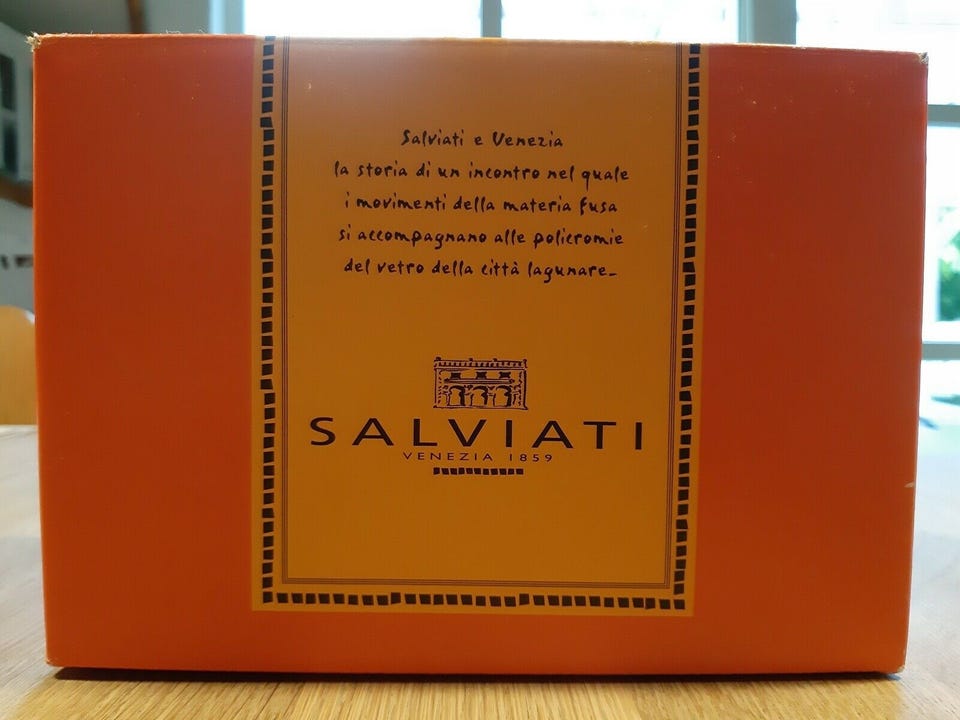 Salviati e Venezia
la storia di un incontro nel quale
i movimenti della materia fusa
si accompagnano alle policromie
del vetro della città lagunare_
SALVIATI
VENEZIA 1859